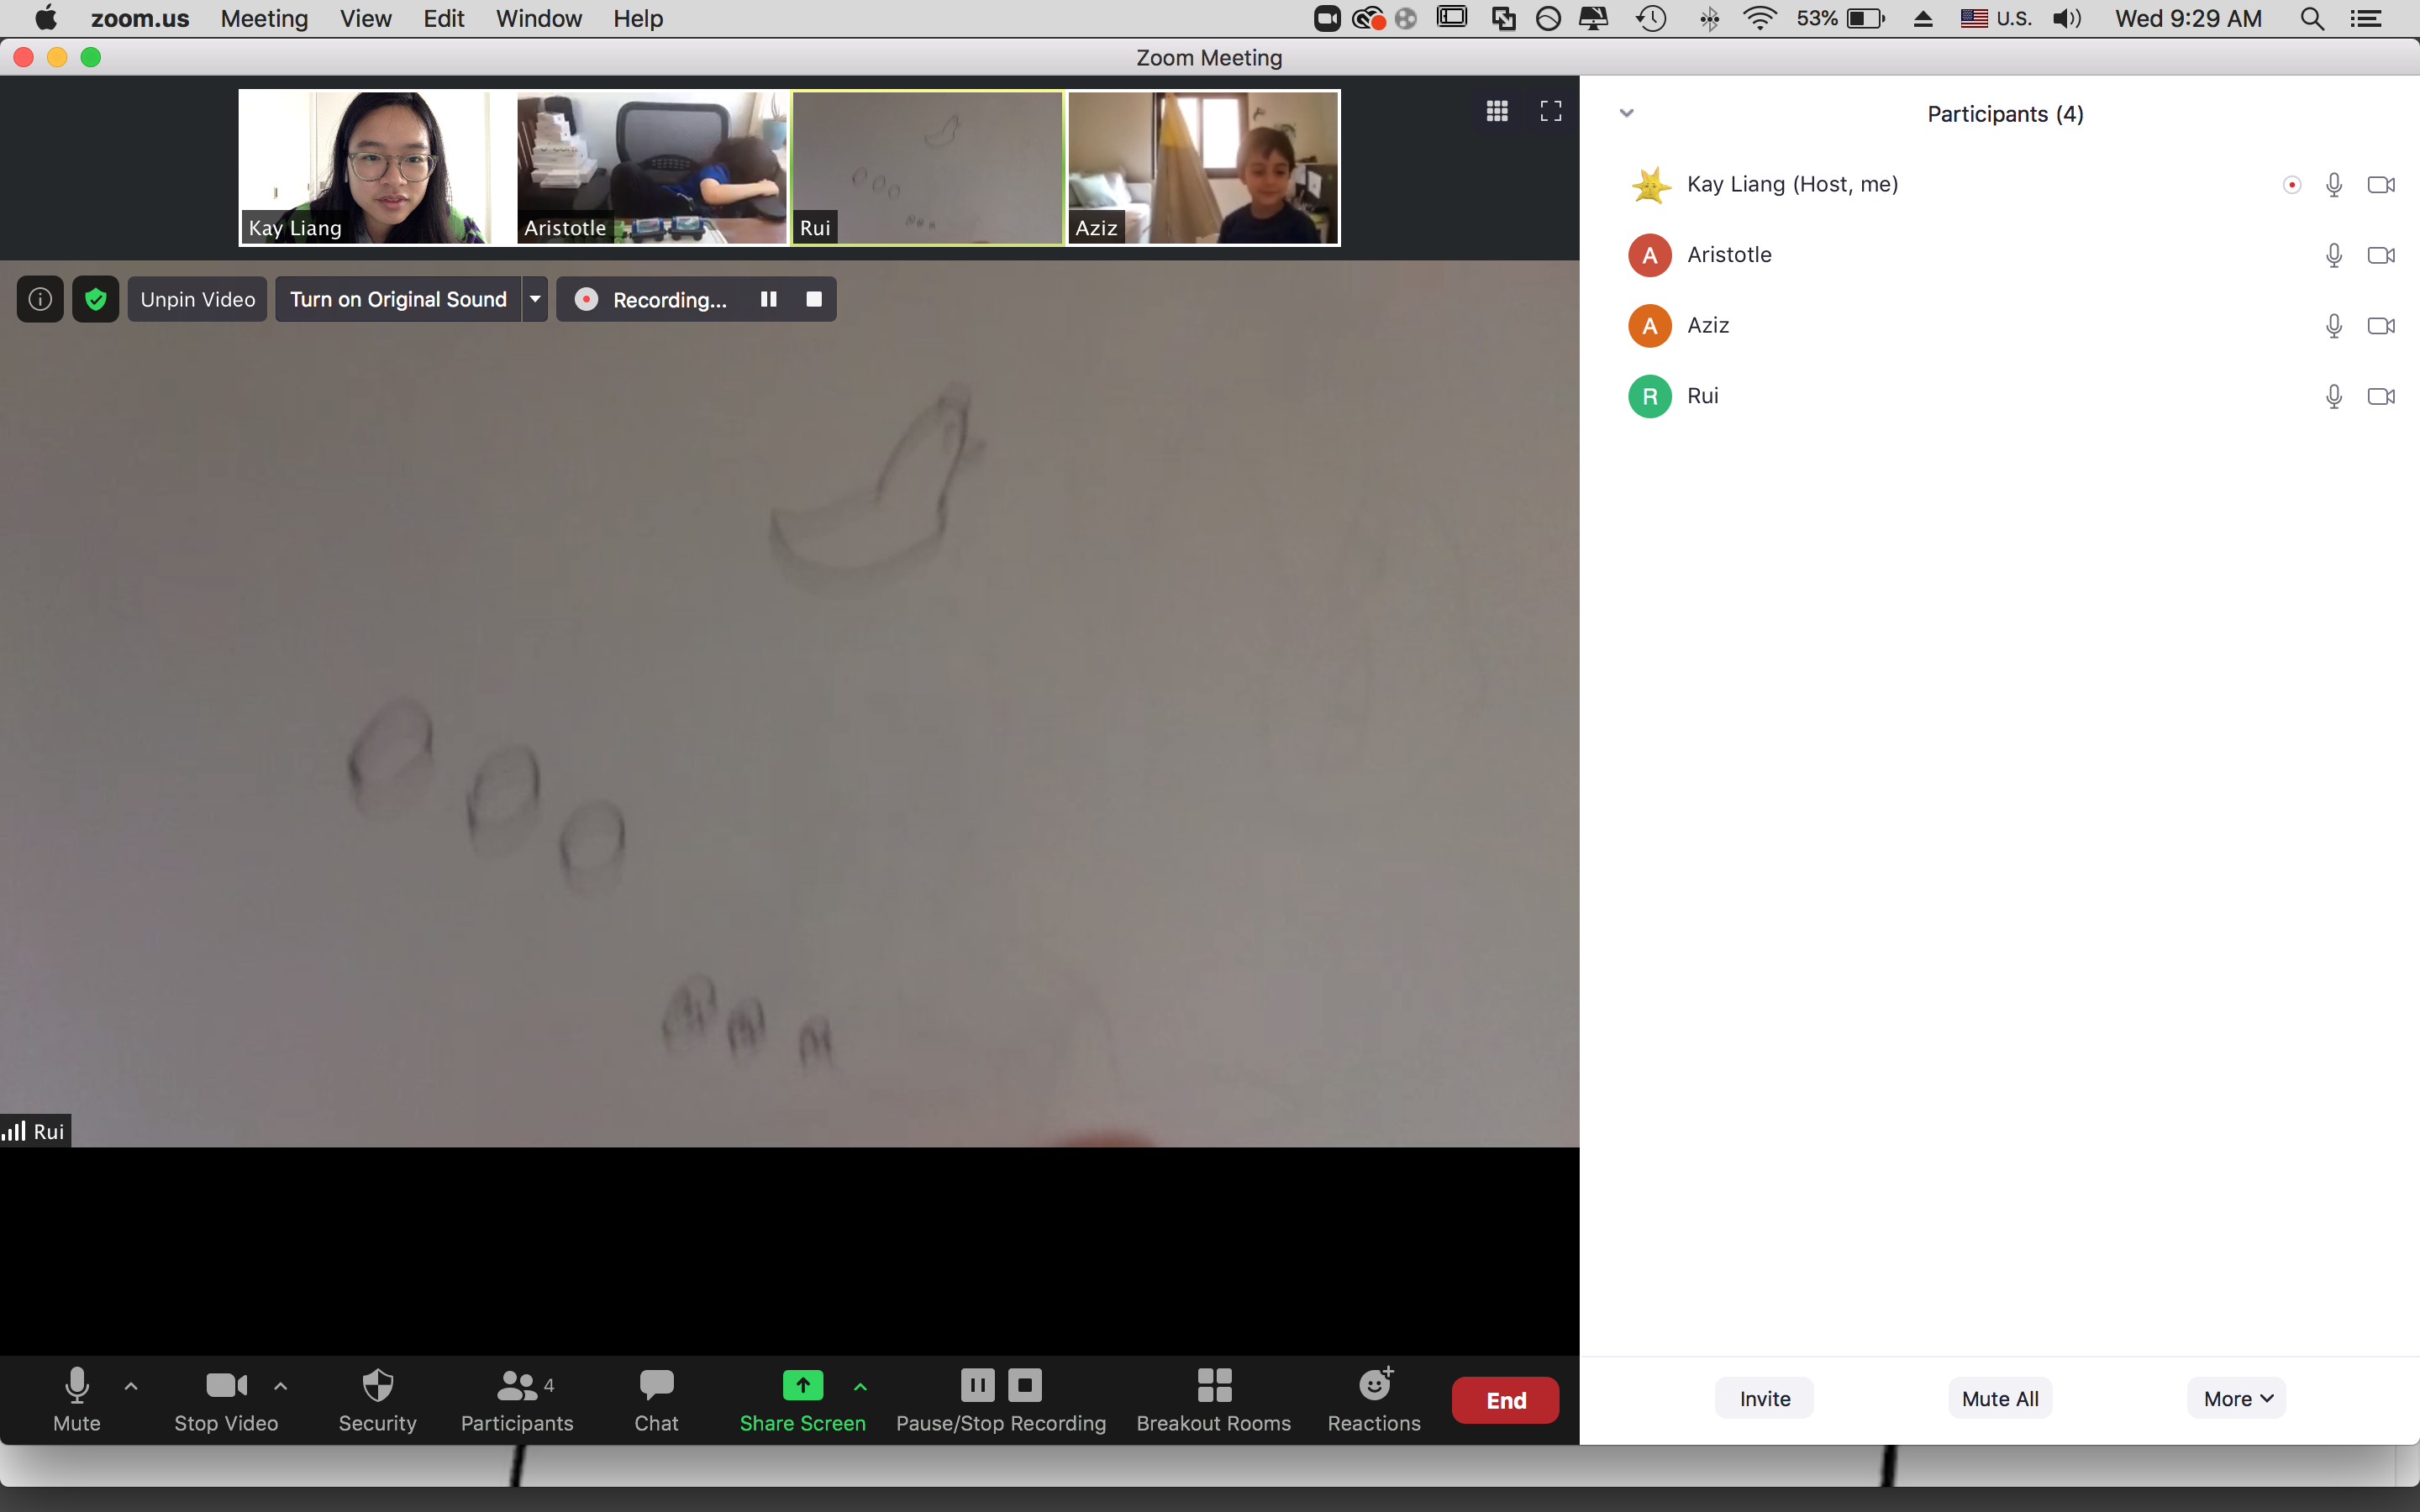 zoom.us Meeting View Edit Window Help 53% U.S. Wed 9:29 AM
Zoom Meeting
Kay Liang Aristotle Rui Aziz
Unpin Video Turn on Original Sound Recording...
Rui
Participants (4)
Kay Liang (Host, me)
A Aristotle
A Aziz
R Rui
Mute Stop Video Security Participants 4 Chat Share Screen Pause/Stop Recording Breakout Rooms Reactions End
Invite Mute All More